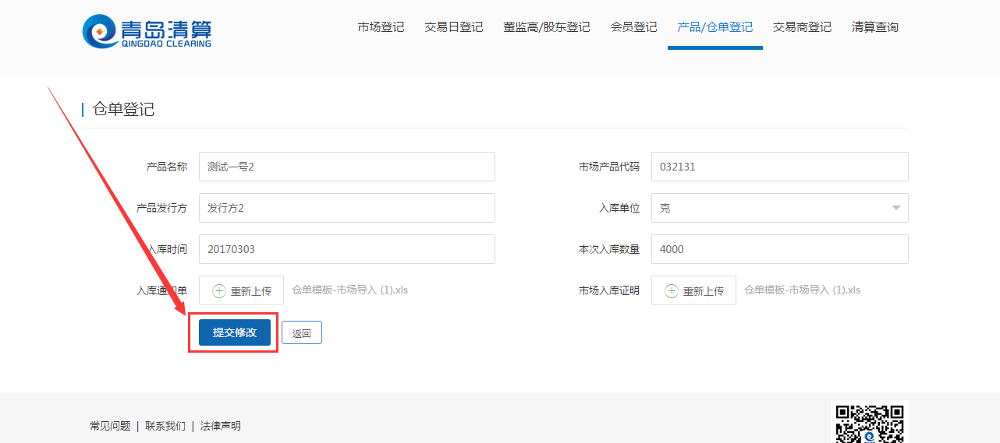 青岛清算
QINGDAO CLEARING
市场登记 交易日登记 董监高/股东登记 会员登记 产品/仓单登记 交易商登记 清算查询
仓单登记
产品名称 测试一号2 市场产品代码 032131
产品发行方 发行方2 入库单位 克
入库时间 20170303 本次入库数量 4000
入库通知单 重新上传 仓单模板-市场导入 (1).xls 市场入库证明 重新上传 仓单模板-市场导入 (1).xls
提交修改 返回
常见问题 | 联系我们 | 法律声明